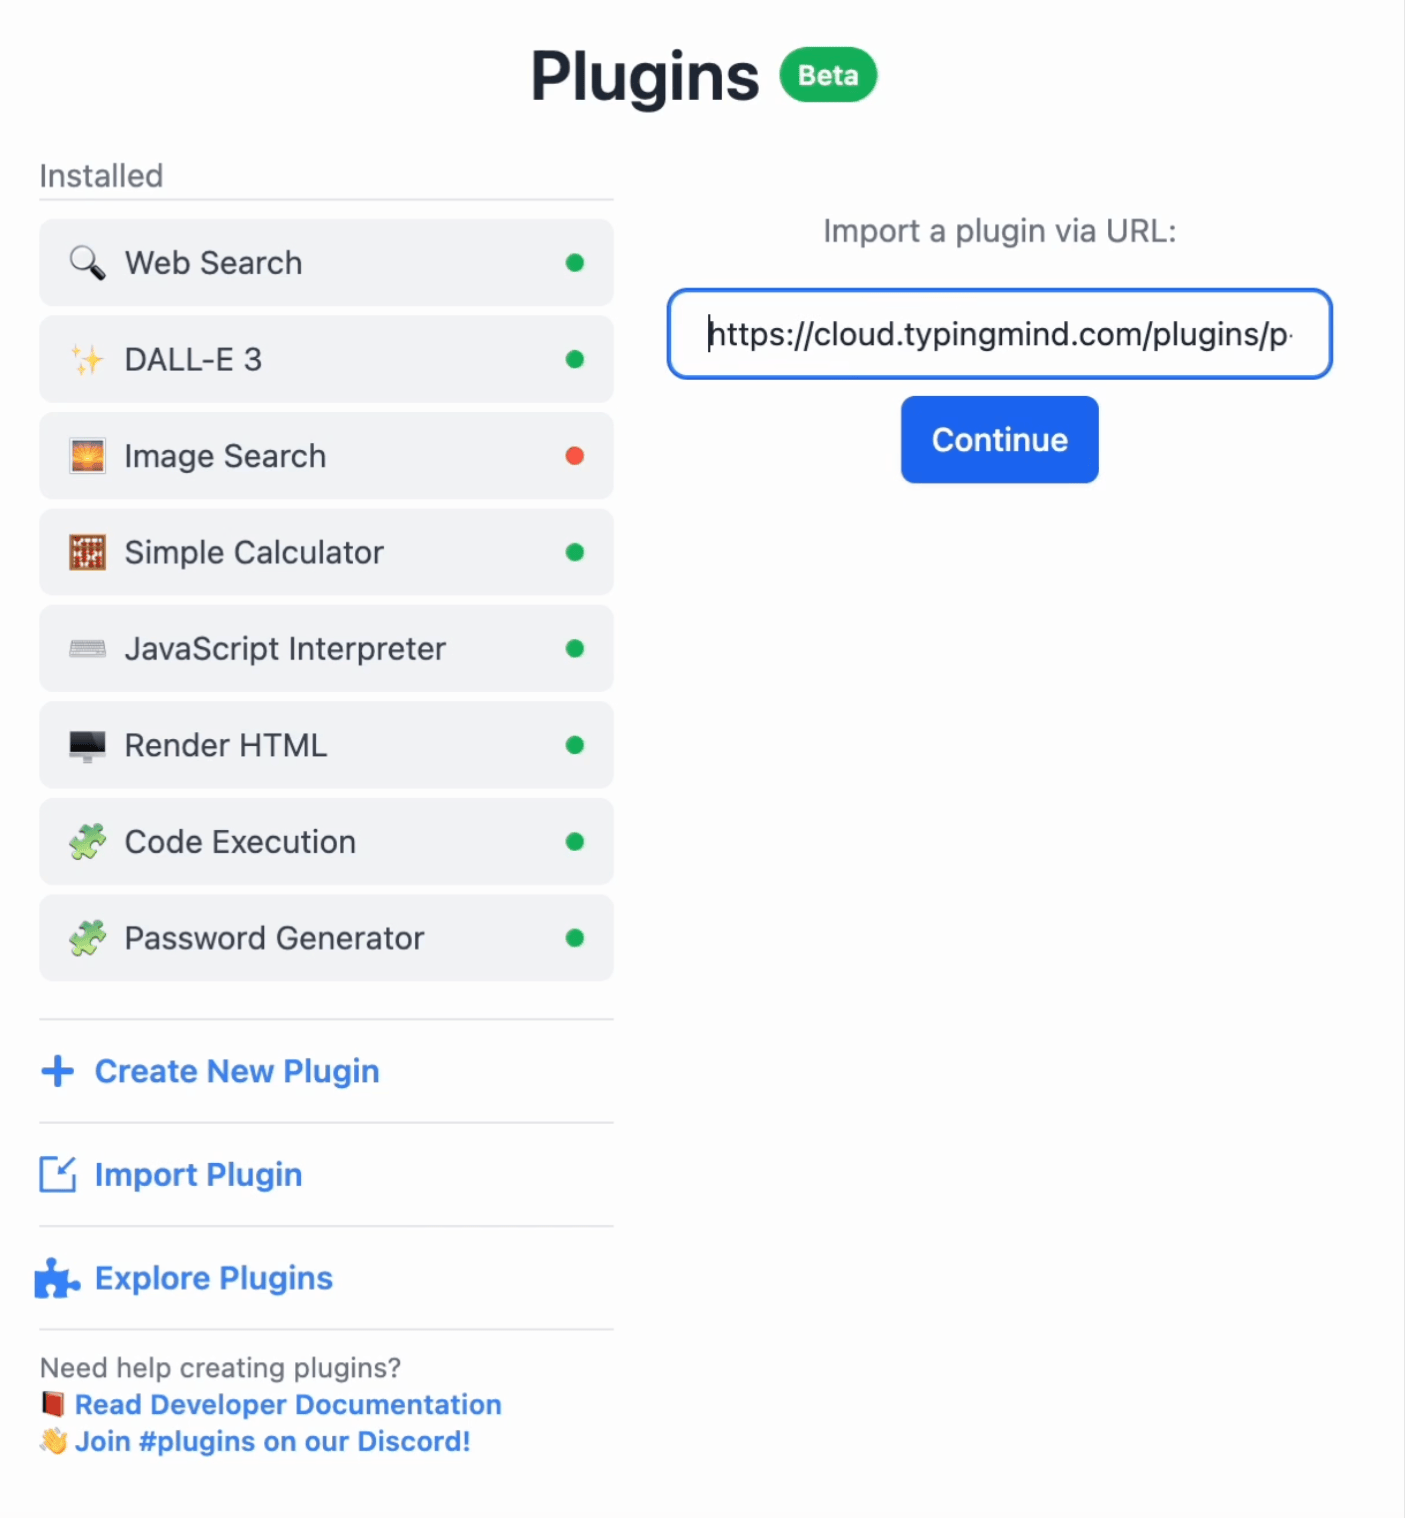 Plugins Beta
Installed
Web Search
DALL-E 3
Image Search
Simple Calculator
JavaScript Interpreter
Render HTML
Code Execution
Password Generator
Create New Plugin
Import Plugin
Explore Plugins
Need help creating plugins?
Read Developer Documentation
Join #plugins on our Discord!
Import a plugin via URL:
https://cloud.typingmind.com/plugins/p-
Continue